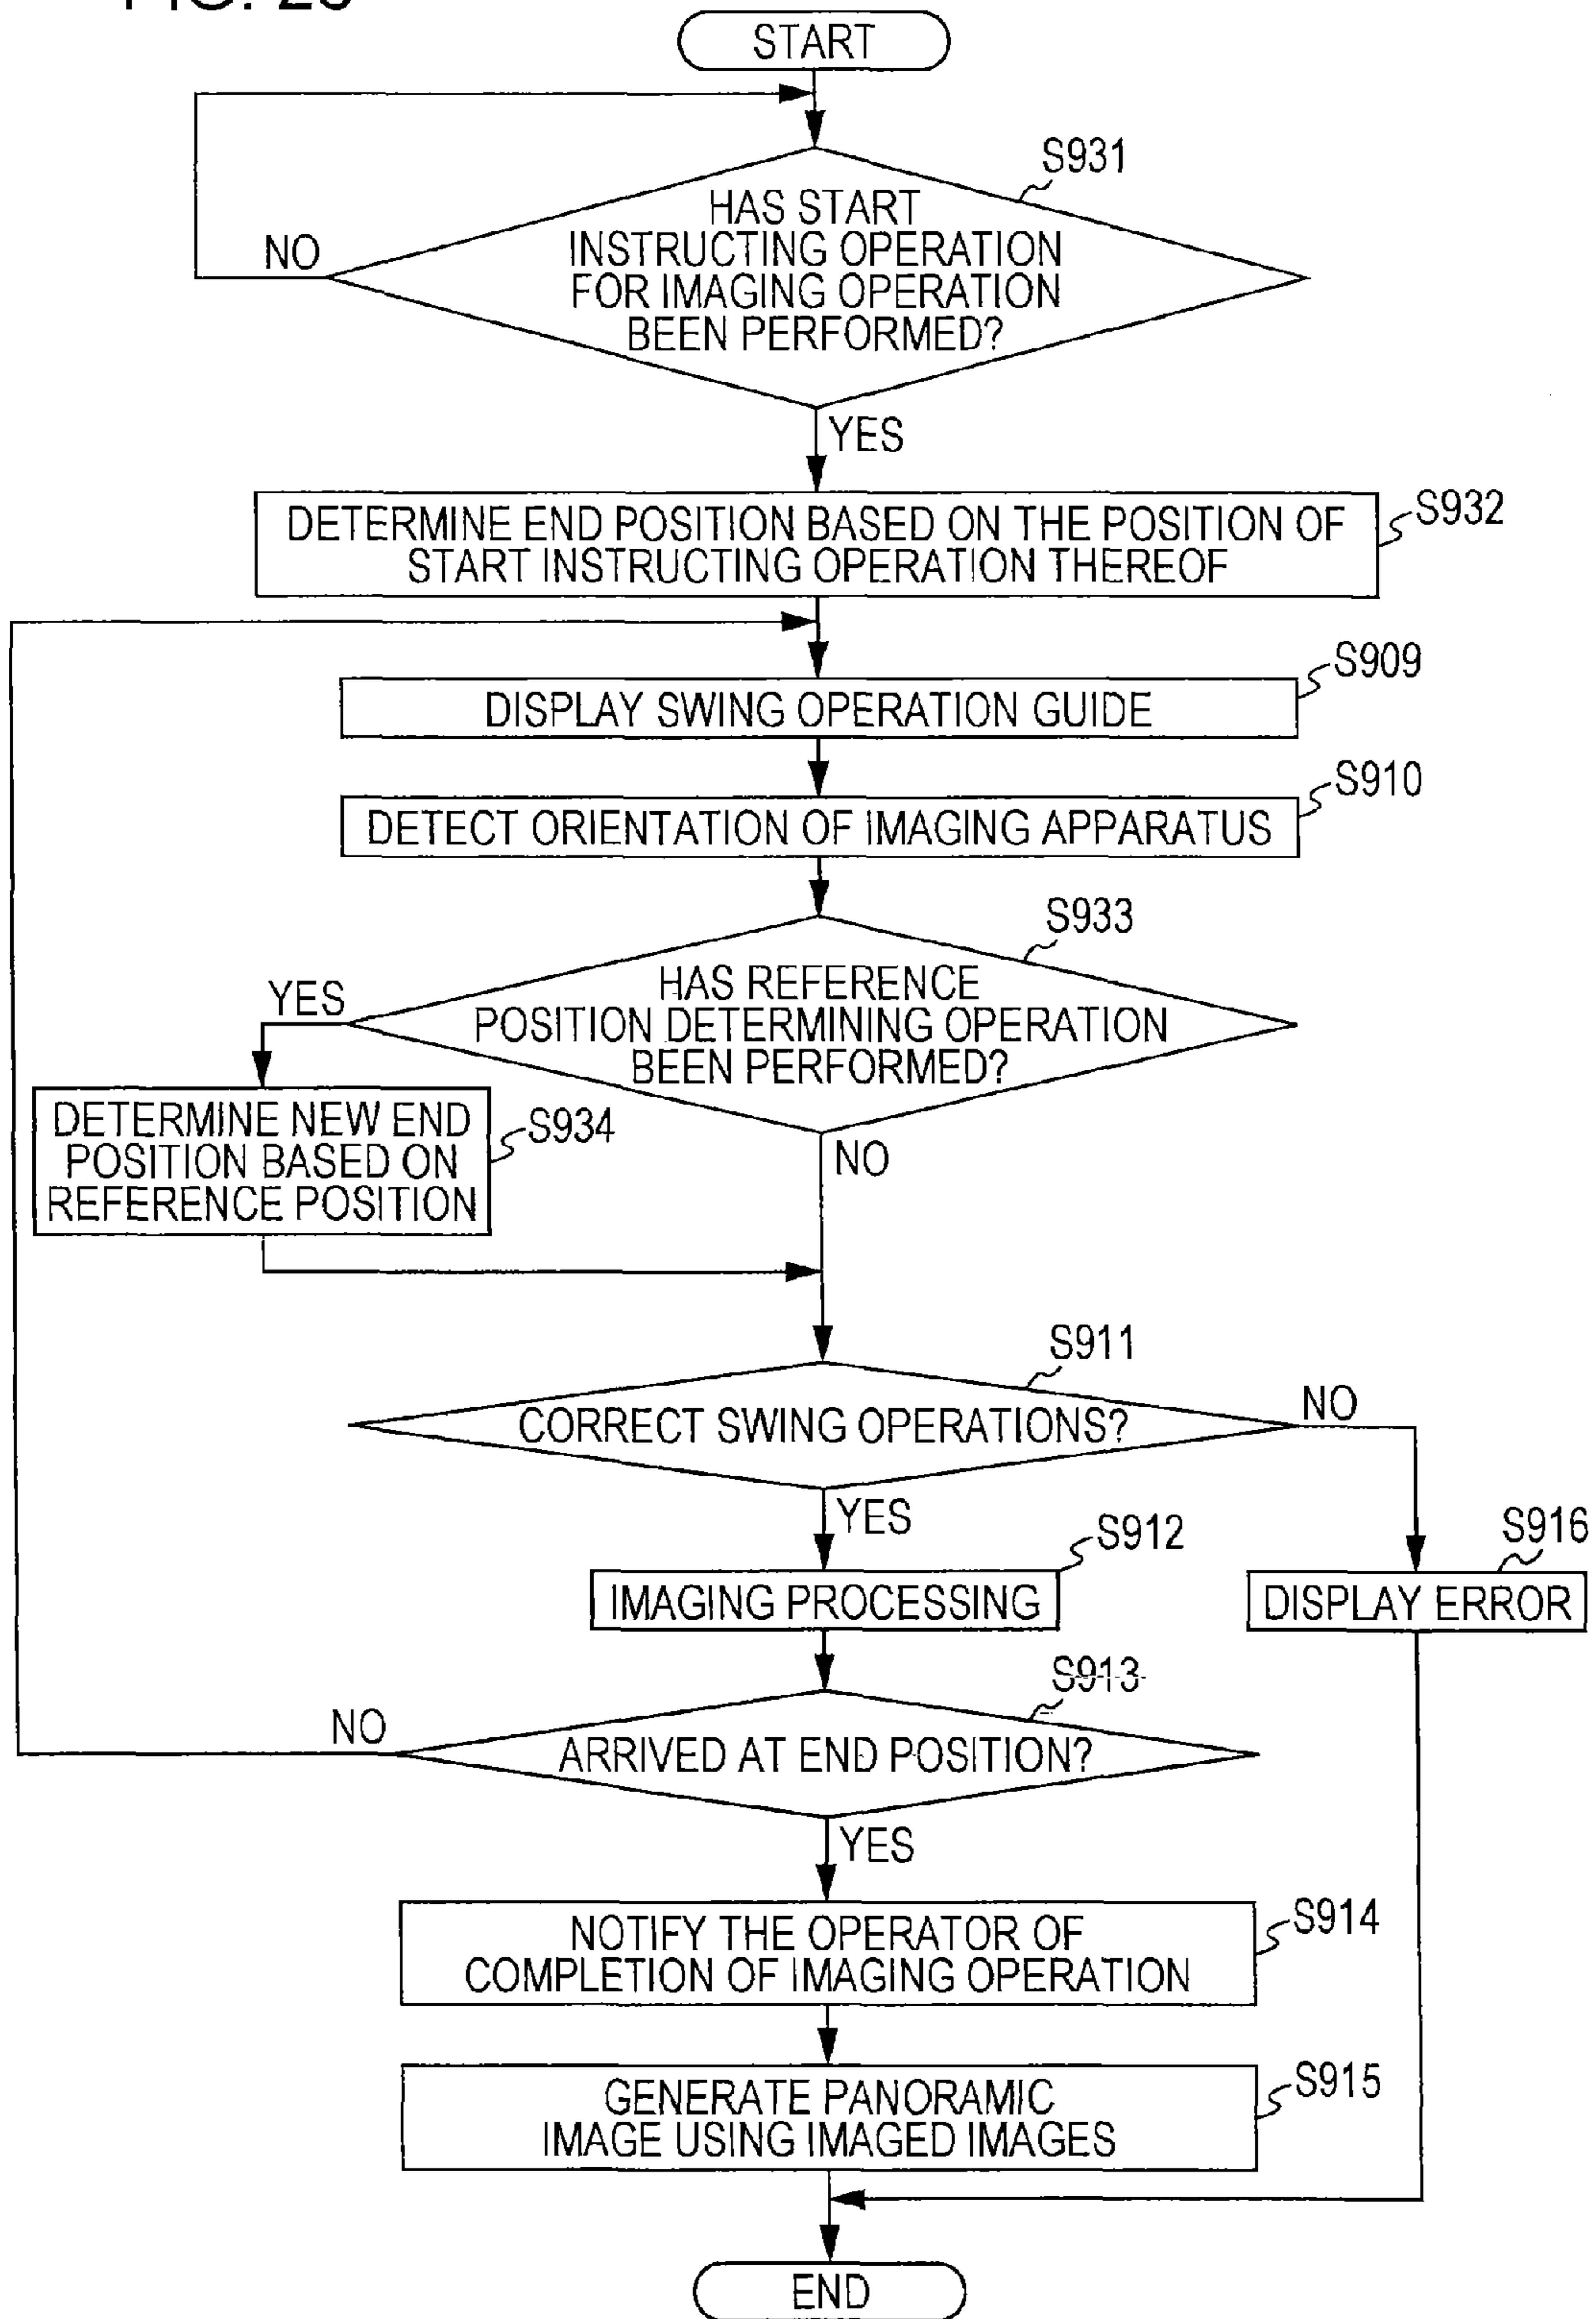 START
S931
HAS START
INSTRUCTING OPERATION
FOR IMAGING OPERATION
BEEN PERFORMED?
NO
YES
S932
DETERMINE END POSITION BASED ON THE POSITION OF
START INSTRUCTING OPERATION THEREOF
S909
DISPLAY SWING OPERATION GUIDE
S910
DETECT ORIENTATION OF IMAGING APPARATUS
S933
HAS REFERENCE
POSITION DETERMINING OPERATION
BEEN PERFORMED?
YES
NO
DETERMINE NEW END
POSITION BASED ON
REFERENCE POSITION
S934
S911
CORRECT SWING OPERATIONS?
NO
YES
S912
IMAGING PROCESSING
S916
DISPLAY ERROR
S913
ARRIVED AT END POSITION?
NO
YES
S914
NOTIFY THE OPERATOR OF
COMPLETION OF IMAGING OPERATION
S915
GENERATE PANORAMIC
IMAGE USING IMAGED IMAGES
END